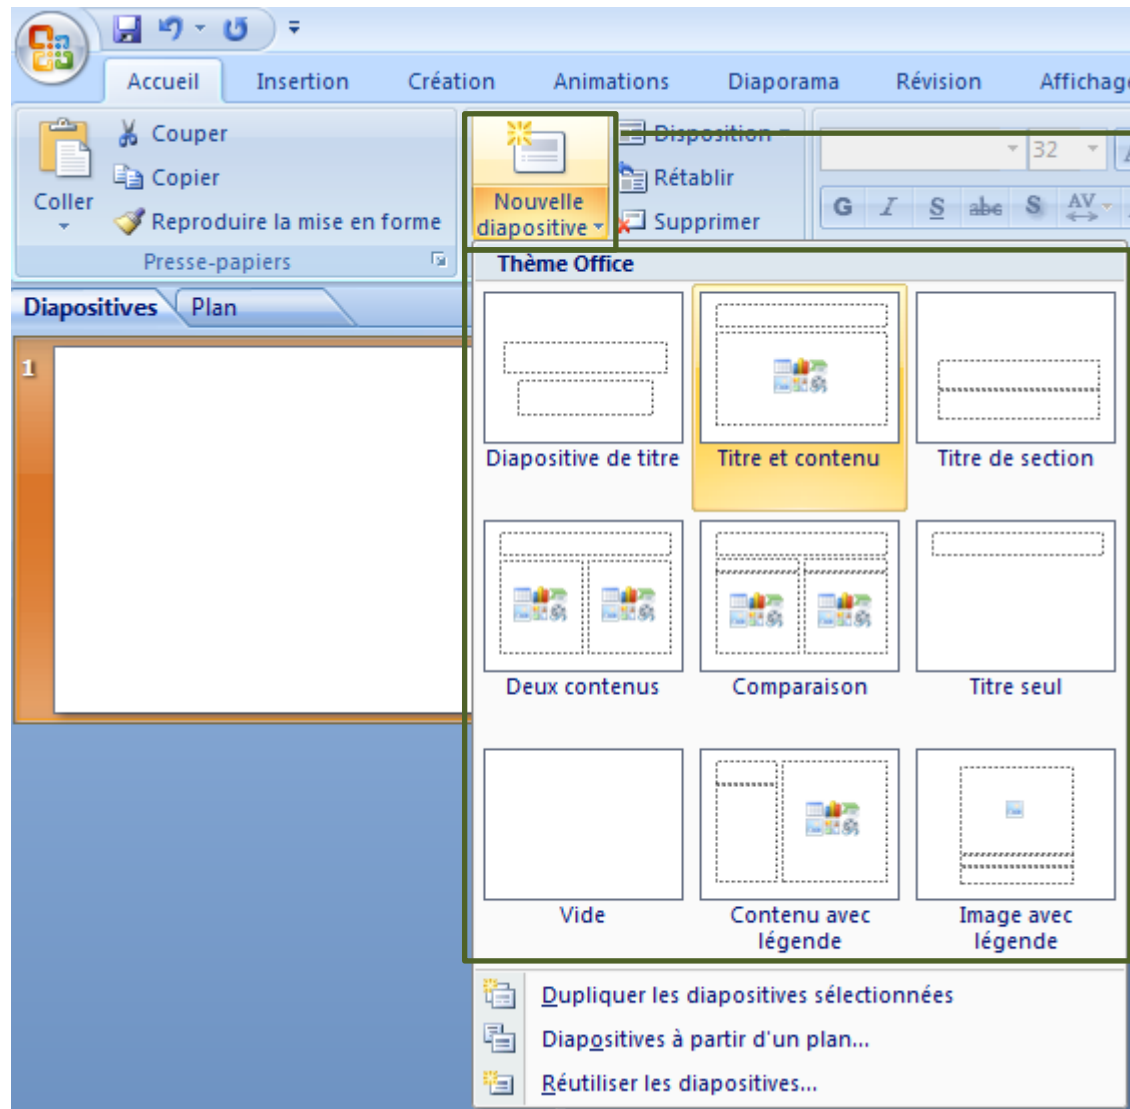 Accueil Insertion Création Animations Diaporama Révision Affichag
Couper
Copier
Reproduire la mise en forme
Coller
Presse-papiers
Nouvelle
diapositive
Disposition
Rétablir
Supprimer
32
G I S abc S AV
Diapositives Plan
1
Thème Office
Diapositive de titre Titre et contenu Titre de section
Deux contenus Comparaison Titre seul
Vide Contenu avec Image avec
légende légende
Dupliquer les diapositives sélectionnées
Diapositives à partir d'un plan...
Réutiliser les diapositives...